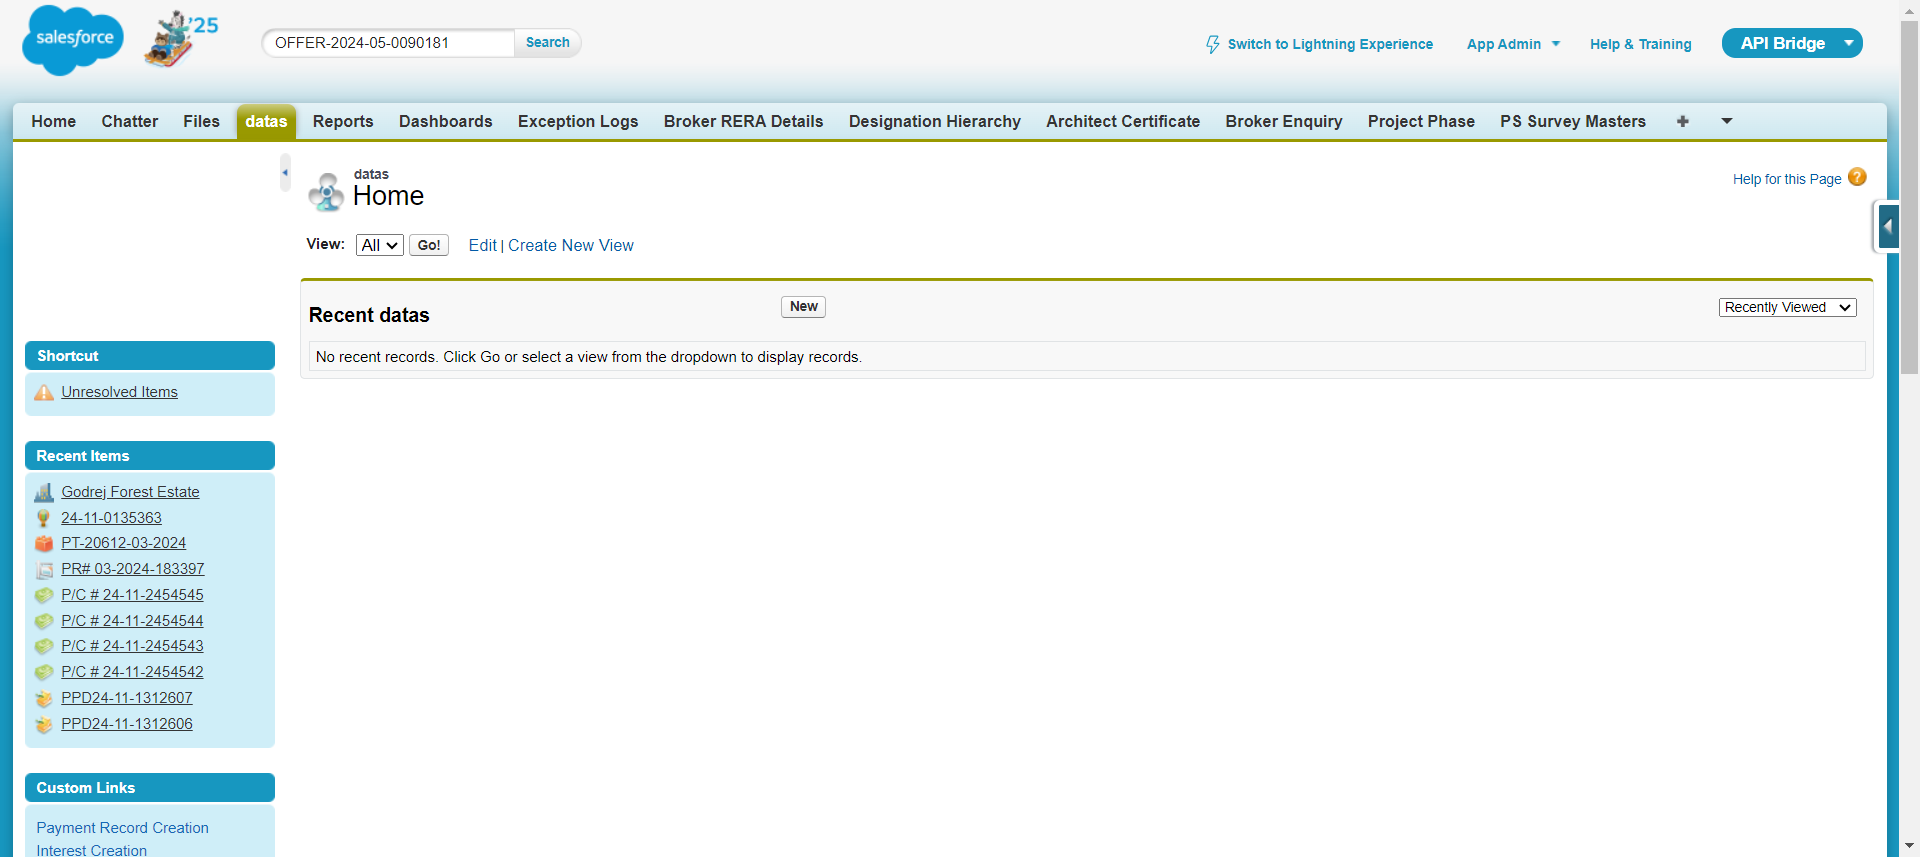 salesforce
'25
OFFER-2024-05-0090181
Search
Switch to Lightning Experience
App Admin
Help & Training
API Bridge
Home Chatter Files datas Reports Dashboards Exception Logs Broker RERA Details Designation Hierarchy Architect Certificate Broker Enquiry Project Phase PS Survey Masters
datas
Home
Help for this Page
View: All Go! Edit | Create New View
Recent datas
New
Recently Viewed
No recent records. Click Go or select a view from the dropdown to display records.
Shortcut
Unresolved Items
Recent Items
Godrej Forest Estate
24-11-0135363
PT-20612-03-2024
PR# 03-2024-183397
P/C # 24-11-2454545
P/C # 24-11-2454544
P/C # 24-11-2454543
P/C # 24-11-2454542
PPD24-11-1312607
PPD24-11-1312606
Custom Links
Payment Record Creation
Interest Creation